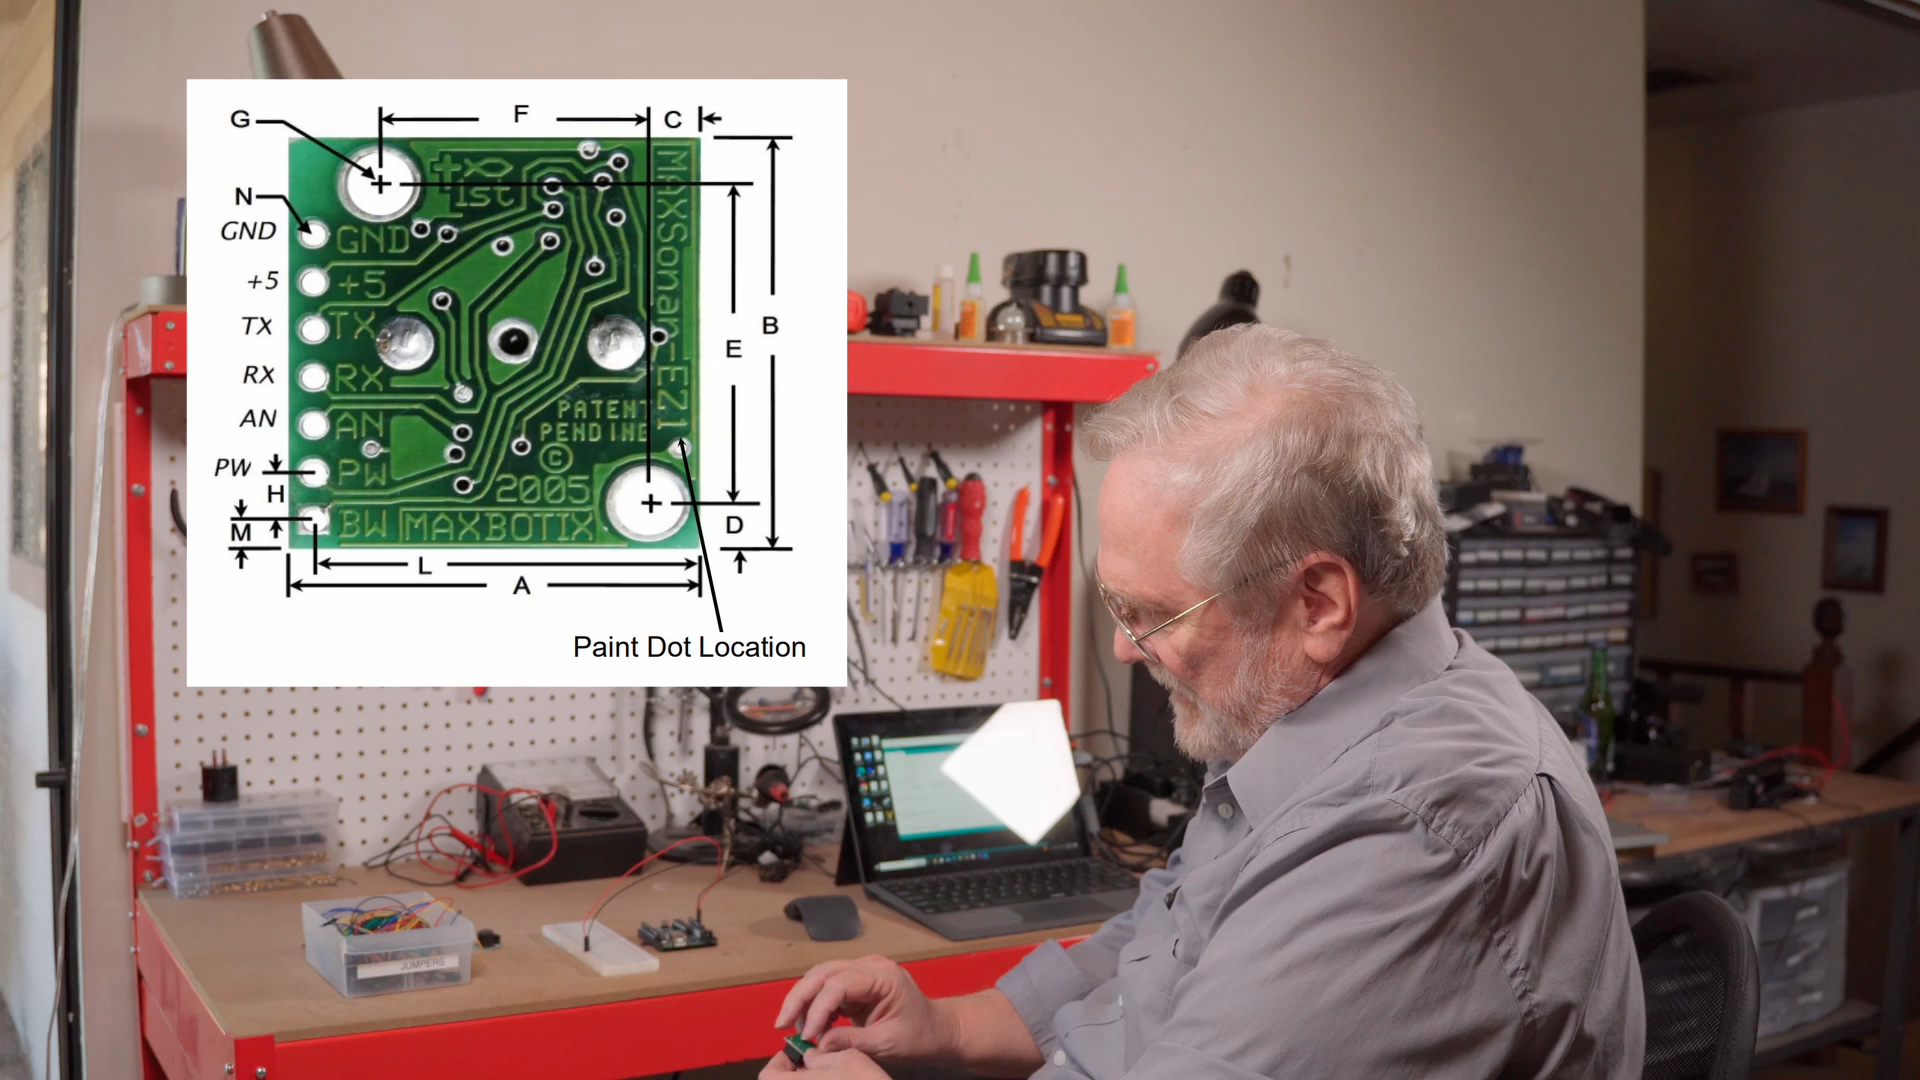 F
C
G
N
GND
+5
TX
RX
AN
PW
H
M
1st
GND
+5
TX
RX
AN
PW
BW
MAXSonar-EZ1
PATENT
PENDING
©
2005
MAXBOTIX
E
B
D
L
A
Paint Dot Location
JUMPERS